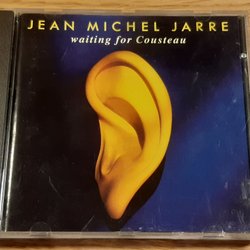 JEAN MICHEL JARRE
waiting for Cousteau